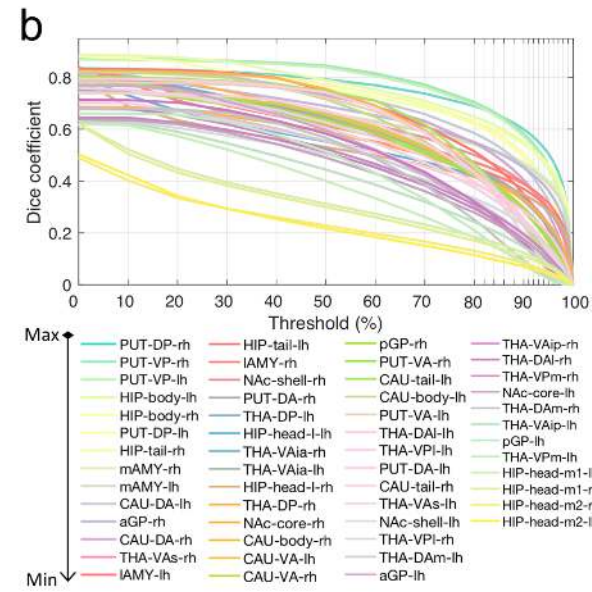 b
Dice coefficient
0.8
0.6
0.4
0.2
0
0 10 20 30 40 50 60 70 80 90 100
Threshold (%)
Max
Min
PUT-DP-rh
PUT-VP-rh
PUT-VP-lh
HIP-body-lh
HIP-body-rh
PUT-DP-lh
HIP-tail-rh
mAMY-rh
mAMY-lh
CAU-DA-lh
aGP-rh
CAU-DA-rh
THA-VAs-rh
lAMY-lh
HIP-tail-lh
lAMY-rh
NAc-shell-rh
PUT-DA-rh
THA-DP-lh
HIP-head-l-lh
THA-VAia-rh
THA-VAia-lh
HIP-head-l-rh
THA-DP-rh
NAc-core-rh
CAU-body-rh
CAU-VA-lh
CAU-VA-rh
pGP-rh
PUT-VA-rh
CAU-tail-lh
CAU-body-lh
PUT-VA-lh
THA-DAl-lh
THA-VPl-lh
PUT-DA-lh
CAU-tail-rh
THA-VAs-lh
NAc-shell-lh
THA-VPl-rh
THA-DAm-lh
aGP-lh
THA-VAip-rh
THA-DAl-rh
THA-VPm-rh
NAc-core-lh
THA-DAm-rh
THA-VAip-lh
pGP-lh
THA-VPm-lh
HIP-head-m1-l
HIP-head-m1-r
HIP-head-m2-r
HIP-head-m2-l